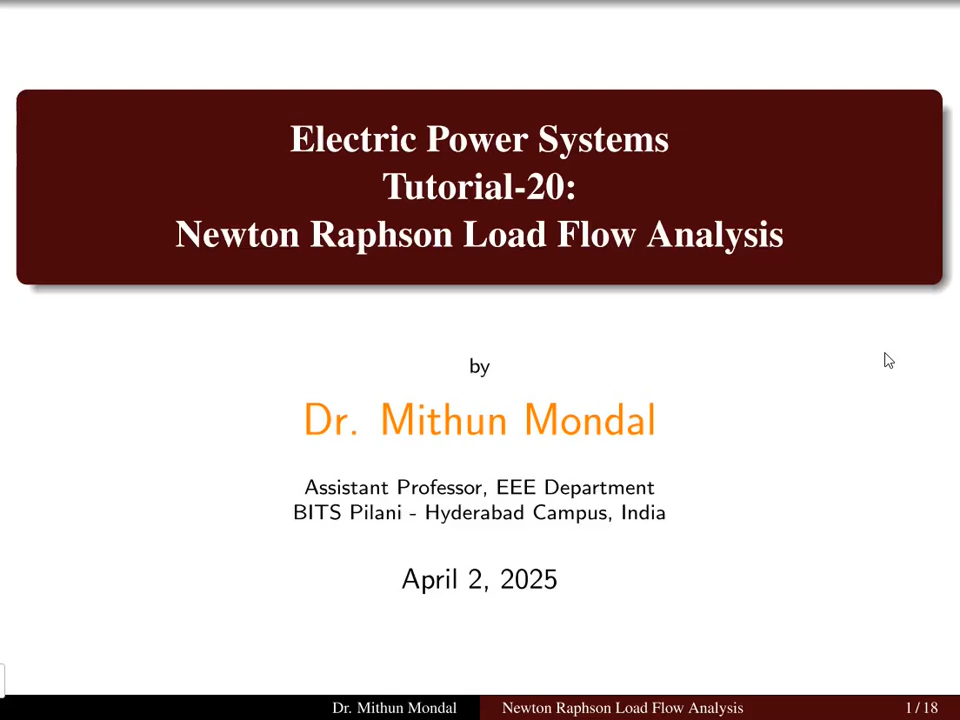 Electric Power Systems
Tutorial-20:
Newton Raphson Load Flow Analysis
by
Dr. Mithun Mondal
Assistant Professor, EEE Department
BITS Pilani - Hyderabad Campus, India
April 2, 2025
Dr. Mithun Mondal Newton Raphson Load Flow Analysis 1 / 18